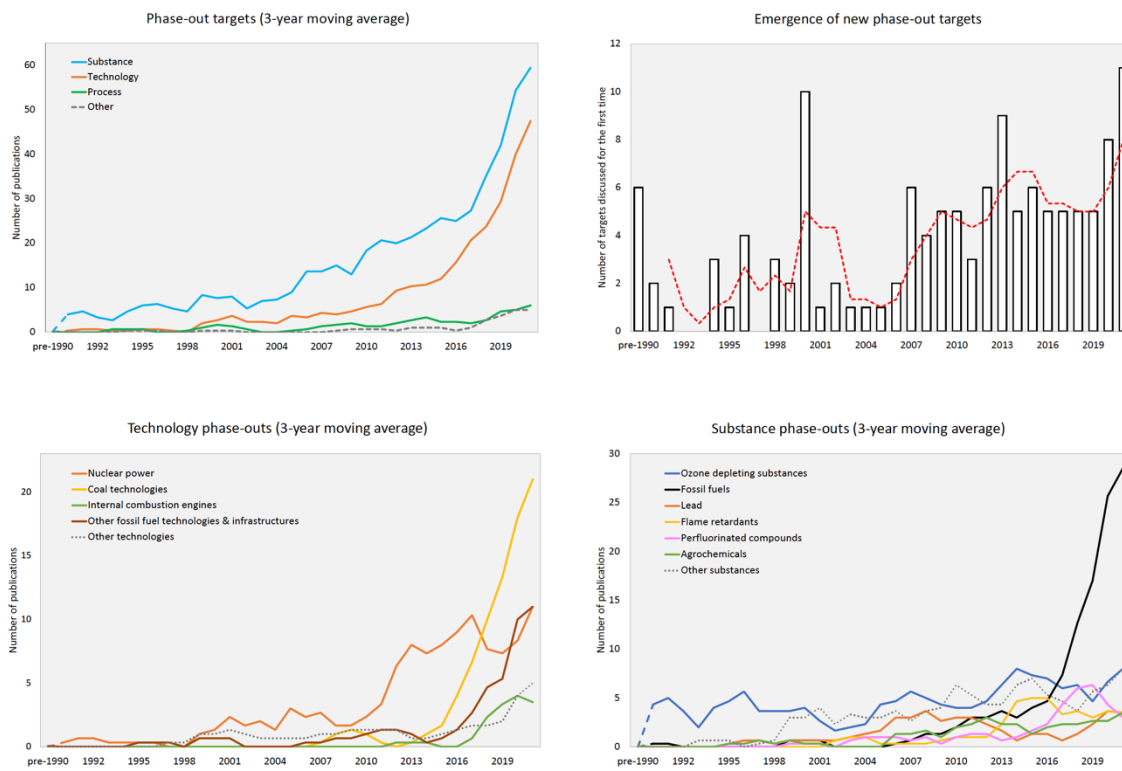 Phase-out targets (3-year moving average)
Number of publications
60
50
40
30
20
10
0
Substance
Technology
Process
Other
pre-1990 1992 1995 1998 2001 2004 2007 2010 2013 2016 2019
Emergence of new phase-out targets
Number of targets discussed for the first time
12
10
8
6
4
2
0
pre-1990 1992 1995 1998 2001 2004 2007 2010 2013 2016 2019
Technology phase-outs (3-year moving average)
Number of publications
20
15
10
5
0
Nuclear power
Coal technologies
Internal combustion engines
Other fossil fuel technologies & infrastructures
Other technologies
pre-1990 1992 1995 1998 2001 2004 2007 2010 2013 2016 2019
Substance phase-outs (3-year moving average)
Number of publications
30
25
20
15
10
5
0
Ozone depleting substances
Fossil fuels
Lead
Flame retardants
Perfluorinated compounds
Agrochemicals
Other substances
pre-1990 1992 1995 1998 2001 2004 2007 2010 2013 2016 2019